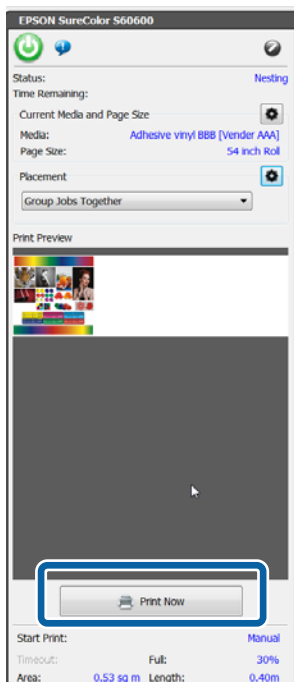 EPSON SureColor S60600
Status: Nesting
Time Remaining:
Current Media and Page Size
Media: Adhesive vinyl BBB [Vender AAA]
Page Size: 54 inch Roll
Placement
Group Jobs Together
Print Preview
Print Now
Start Print: Manual
Timeout: Full: 30%
Area: 0.53 sq m Length: 0.40m